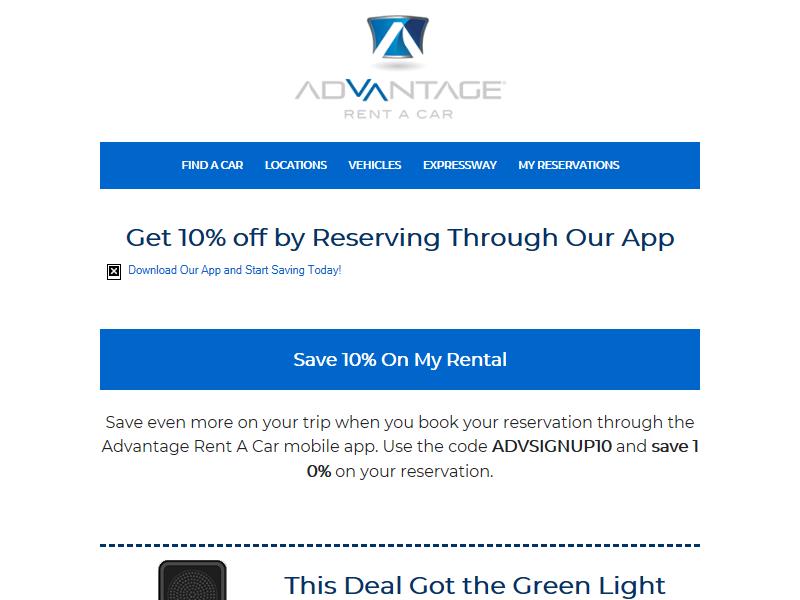 ADVANTAGE
RENT A CAR
FIND A CAR LOCATIONS VEHICLES EXPRESSWAY MY RESERVATIONS
Get 10% off by Reserving Through Our App
Download Our App and Start Saving Today!
Save 10% On My Rental
Save even more on your trip when you book your reservation through the
Advantage Rent A Car mobile app. Use the code ADVSIGNUP10 and save 1
0% on your reservation.
This Deal Got the Green Light